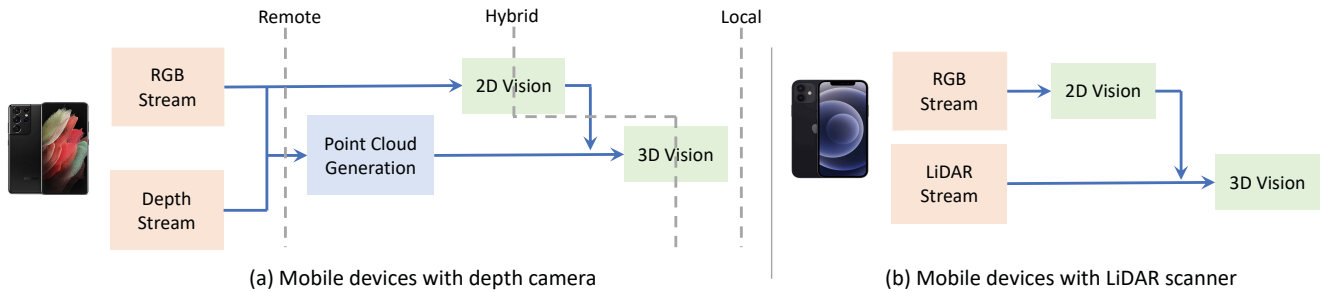 Remote
Hybrid
Local
RGB
Stream
2D Vision
Point Cloud
Generation
3D Vision
Depth
Stream
(a) Mobile devices with depth camera
RGB
Stream
2D Vision
LiDAR
Stream
3D Vision
(b) Mobile devices with LiDAR scanner